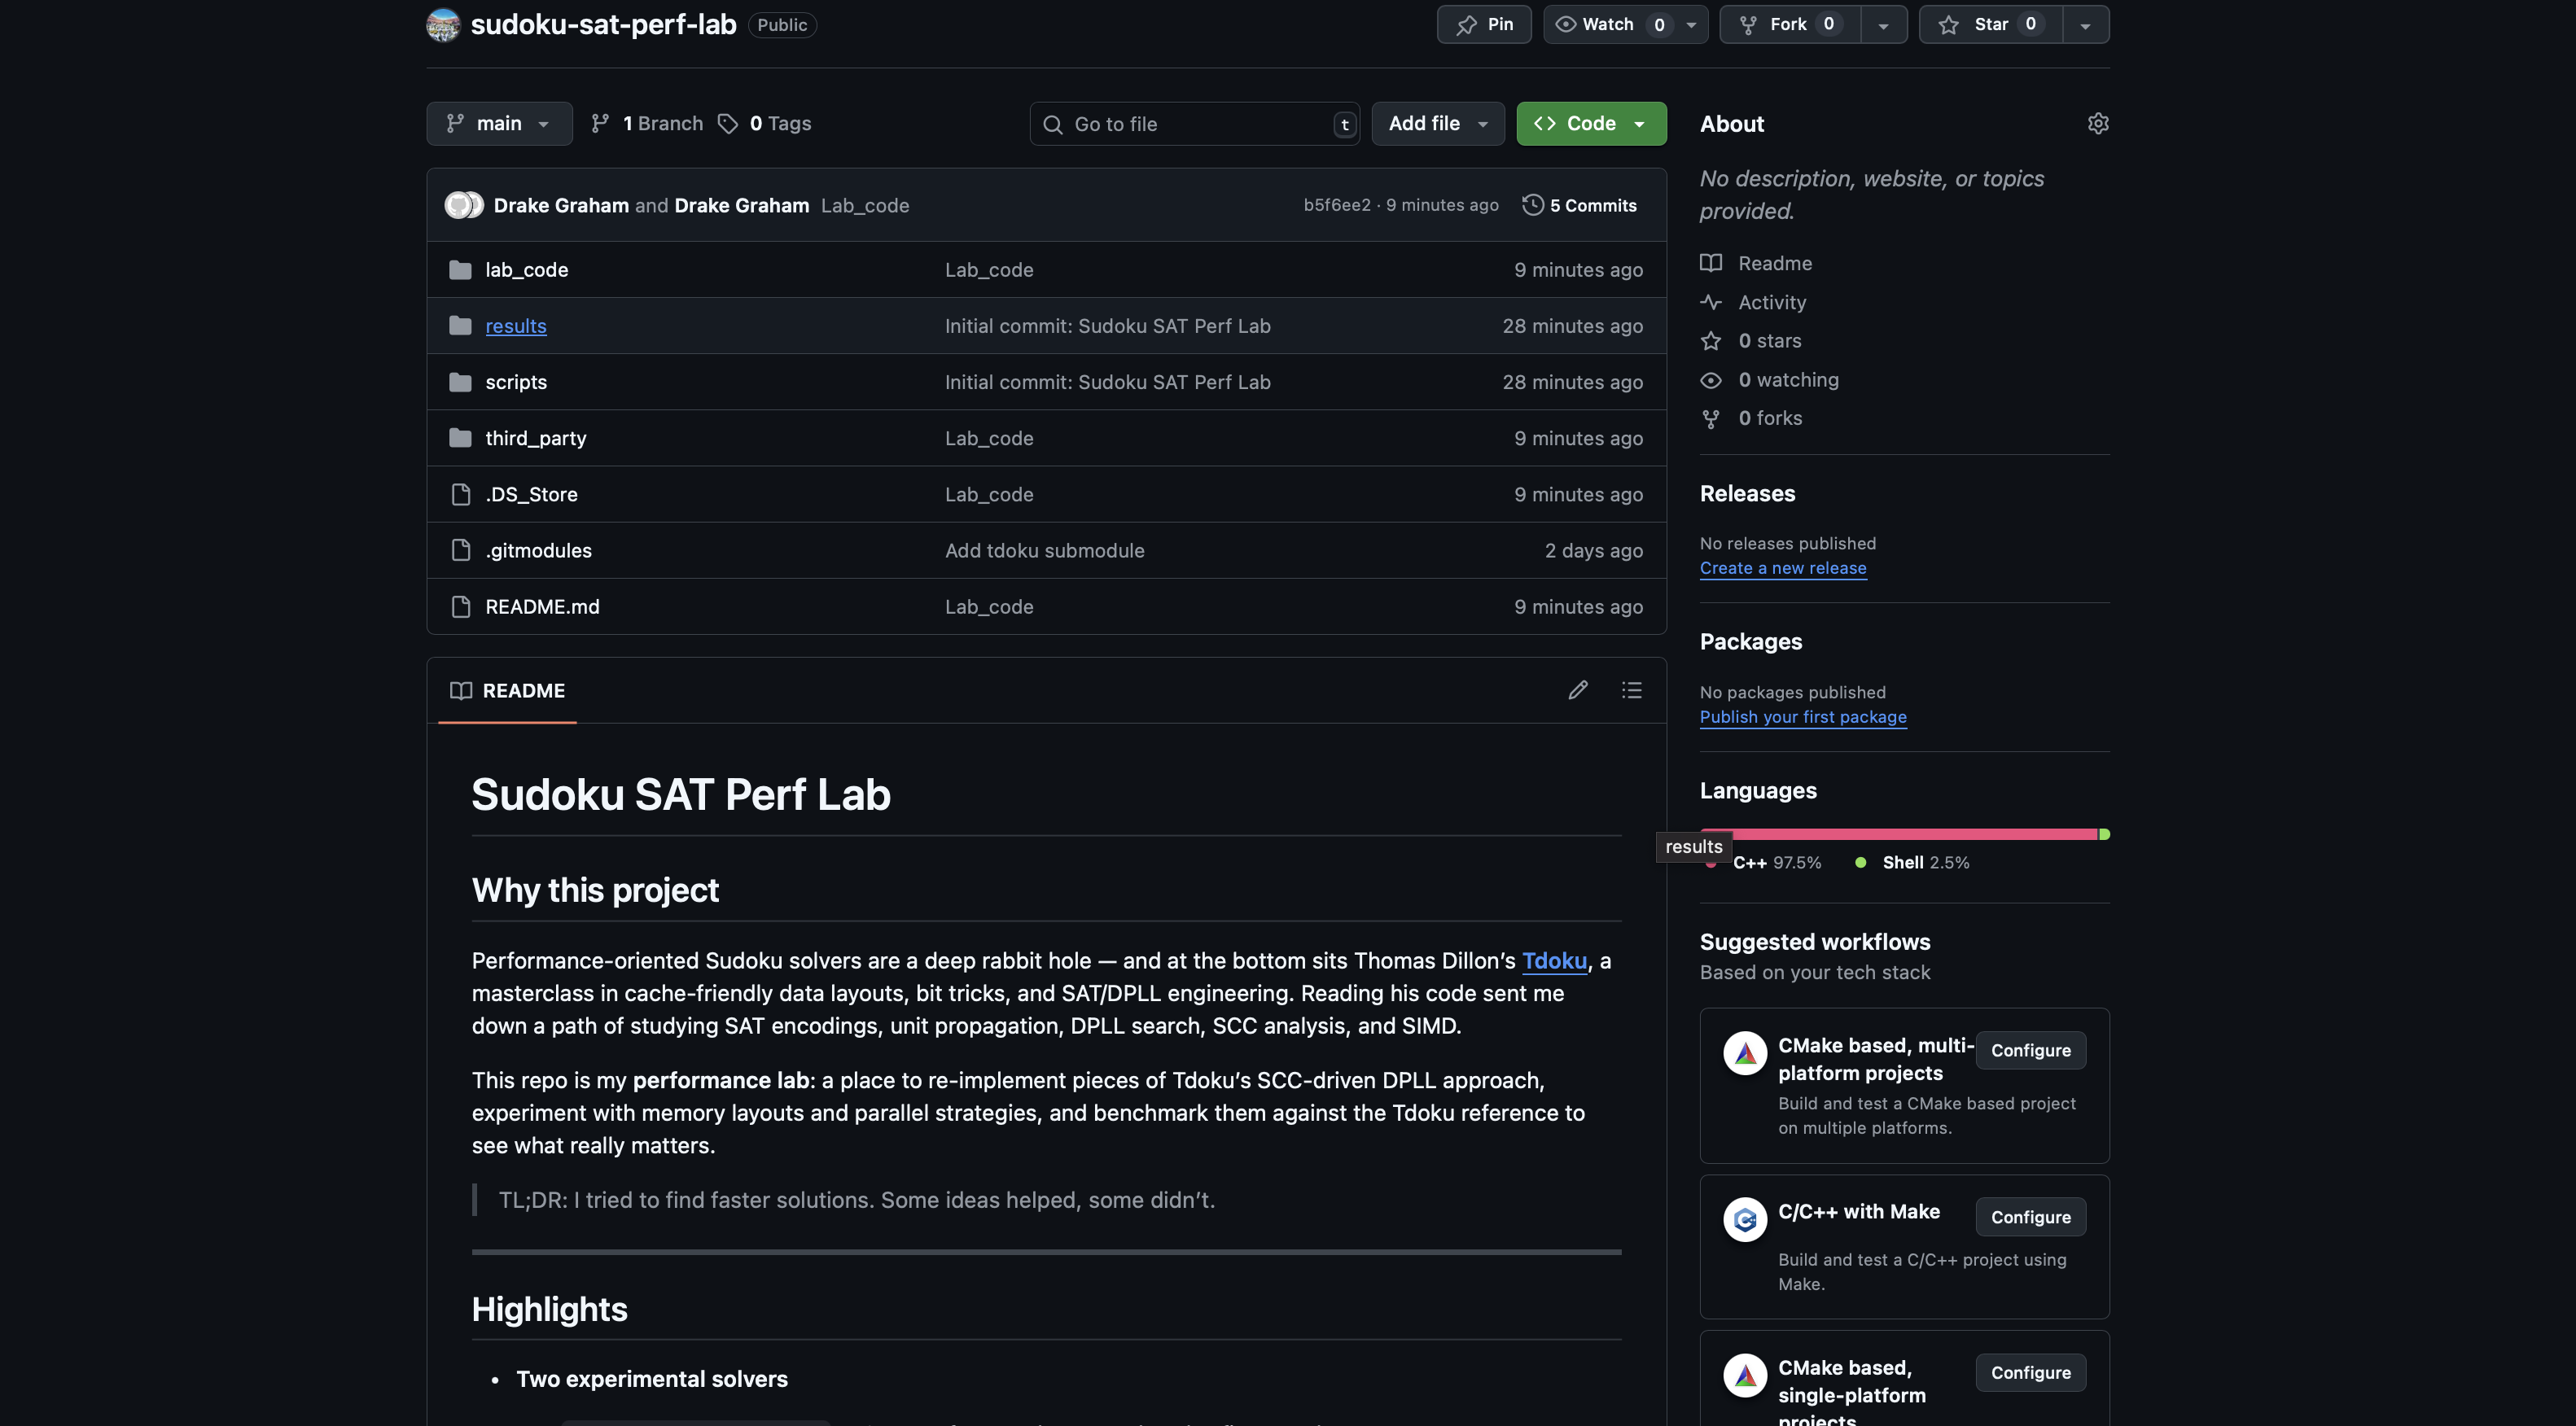 sudoku-sat-perf-lab Public
Pin Watch 0 Fork 0 Star 0
main 1 Branch 0 Tags Go to file t Add file <> Code
Drake Graham and Drake Graham Lab_code b5f6ee2 · 9 minutes ago 5 Commits
lab_code Lab_code 9 minutes ago
results Initial commit: Sudoku SAT Perf Lab 28 minutes ago
scripts Initial commit: Sudoku SAT Perf Lab 28 minutes ago
third_party Lab_code 9 minutes ago
.DS_Store Lab_code 9 minutes ago
.gitmodules Add tdoku submodule 2 days ago
README.md Lab_code 9 minutes ago
README
Sudoku SAT Perf Lab
Why this project
Performance-oriented Sudoku solvers are a deep rabbit hole — and at the bottom sits Thomas Dillon’s Tdoku, a
masterclass in cache-friendly data layouts, bit tricks, and SAT/DPLL engineering. Reading his code sent me
down a path of studying SAT encodings, unit propagation, DPLL search, SCC analysis, and SIMD.
This repo is my performance lab: a place to re-implement pieces of Tdoku’s SCC-driven DPLL approach,
experiment with memory layouts and parallel strategies, and benchmark them against the Tdoku reference to
see what really matters.
TL;DR: I tried to find faster solutions. Some ideas helped, some didn’t.
Highlights
• Two experimental solvers
About
No description, website, or topics
provided.
Readme
Activity
0 stars
0 watching
0 forks
Releases
No releases published
Create a new release
Packages
No packages published
Publish your first package
Languages
results
C++ 97.5% Shell 2.5%
Suggested workflows
Based on your tech stack
CMake based, multi-
platform projects
Configure
Build and test a CMake based project
on multiple platforms.
C/C++ with Make
Configure
Build and test a C/C++ project using
Make.
CMake based,
single-platform
projects
Configure